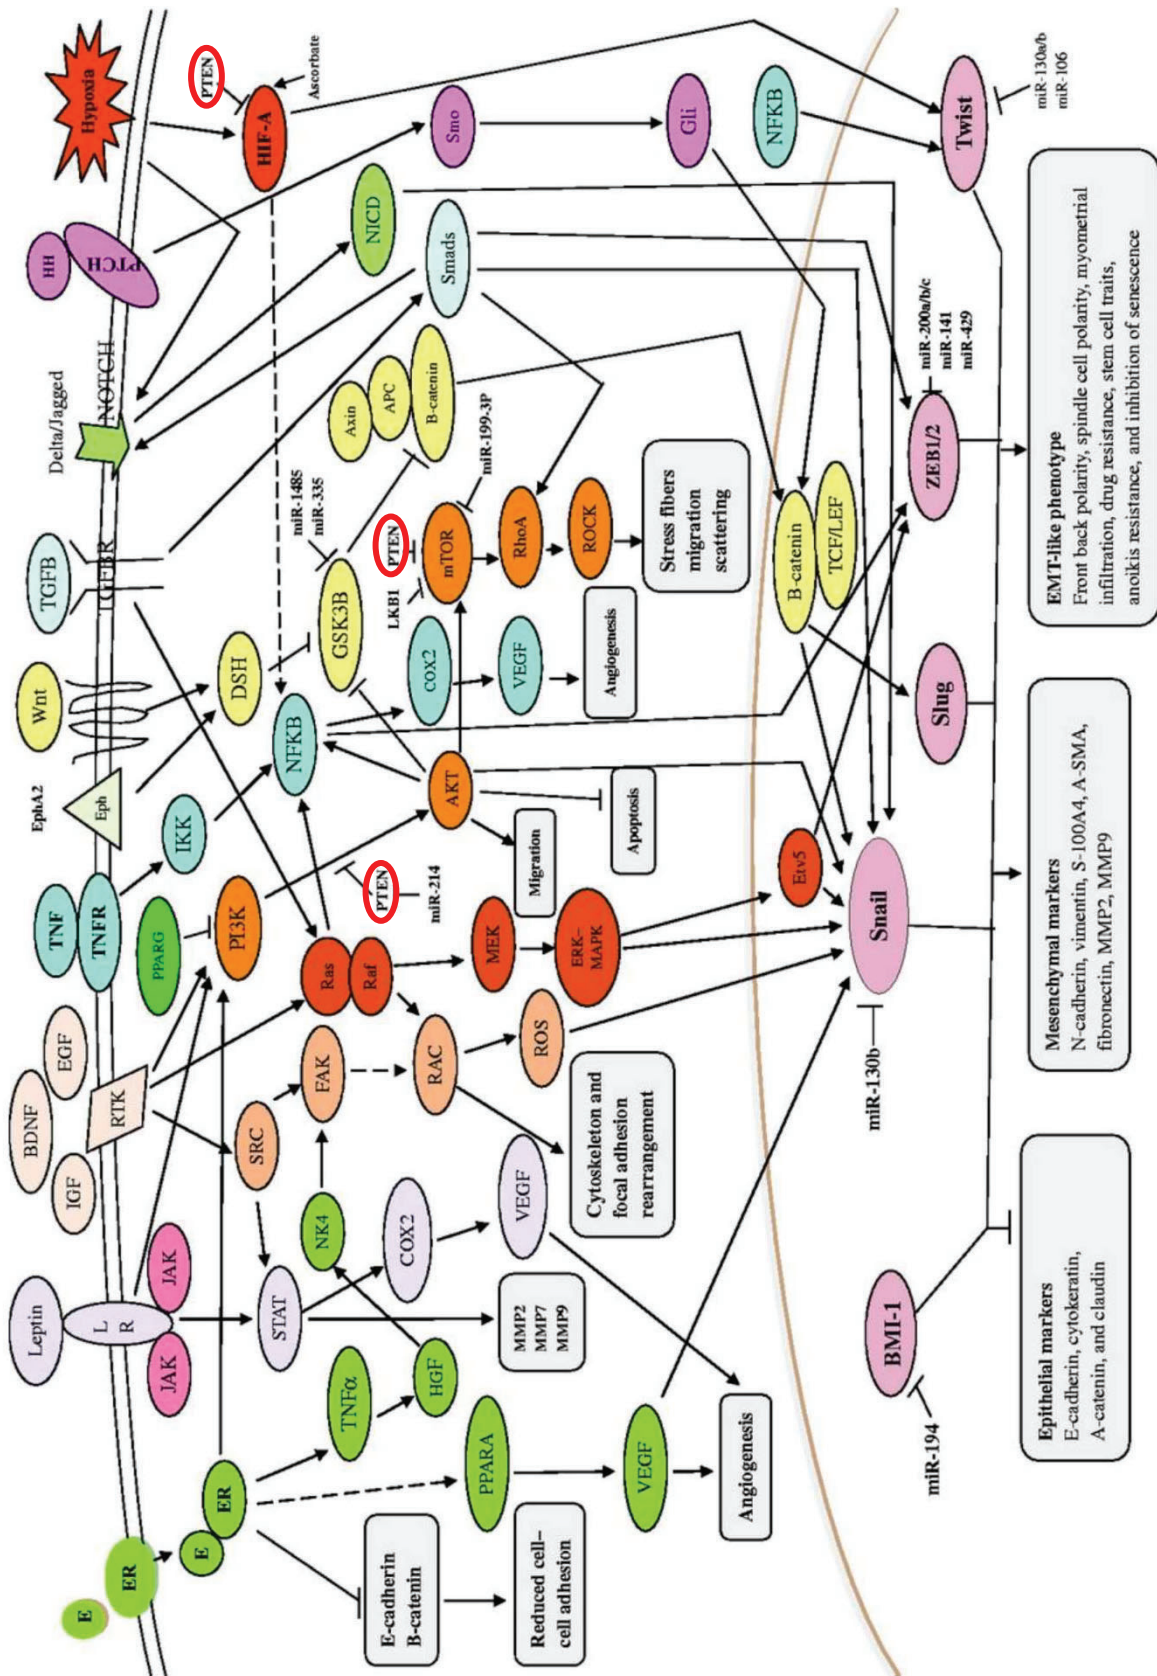 E
ER
E
ER
Leptin
L
R
JAK
JAK
IGF
BDNF
EGF
RTK
TNF
TNFR
EphA2
Eph
Wnt
TGFB
TGFBR
Delta/Jagged
NOTCH
HH
PTCH
Hypoxia
PTEN
HIF-A
Ascorbate
PPARG
PI3K
IKK
DSH
NFKB
SRC
STAT
FAK
NK4
TNFα
HGF
Ras
Raf
PTEN
miR-214
miR-1485
miR-335
GSK3B
Axin
APC
B-catenin
NICD
Smads
Smo
Gli
NFKB
E-cadherin
B-catenin
Reduced cell–
cell adhesion
PPARA
VEGF
Angiogenesis
COX2
VEGF
MMP2
MMP7
MMP9
RAC
ROS
Cytoskeleton and
focal adhesion
rearrangement
MEK
ERK–
MAPK
AKT
Migration
Apoptosis
COX2
VEGF
Angiogenesis
LKB1
PTEN
mTOR
miR-199-3P
RhoA
ROCK
Stress fibers
migration
scattering
Etv5
B-catenin
TCF/LEF
BMI-1
miR-194
miR-130b
Snail
Slug
ZEB1/2
miR-200a/b/c
miR-141
miR-429
Twist
miR-130a/b
miR-106
Epithelial markers
E-cadherin, cytokeratin,
A-catenin, and claudin
Mesenchymal markers
N-cadherin, vimentin, S-100A4, A-SMA,
fibronectin, MMP2, MMP9
EMT-like phenotype
Front back polarity, spindle cell polarity, myometrial
infiltration, drug resistance, stem cell traits,
anoikis resistance, and inhibition of senescence